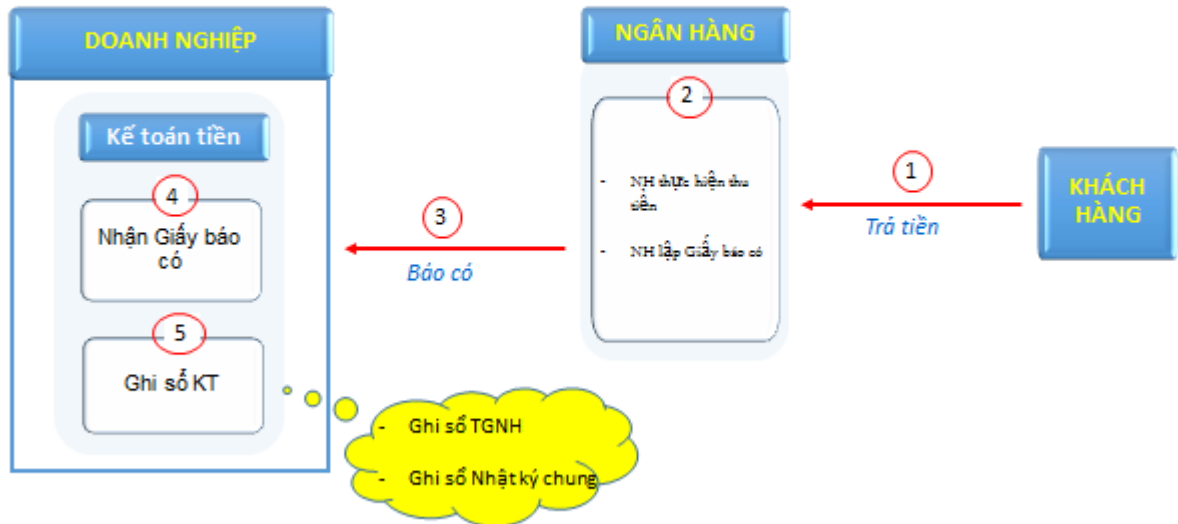 DOANH NGHIỆP
Kế toán tiền
4
Nhận Giấy báo
có
5
Ghi sổ KT
- Ghi sổ TGNH
- Ghi sổ Nhật ký chung
3
Báo có
NGÂN HÀNG
2
- NH thực hiện thu
tiền
- NH lập Giấy báo có
1
Trả tiền
KHÁCH
HÀNG